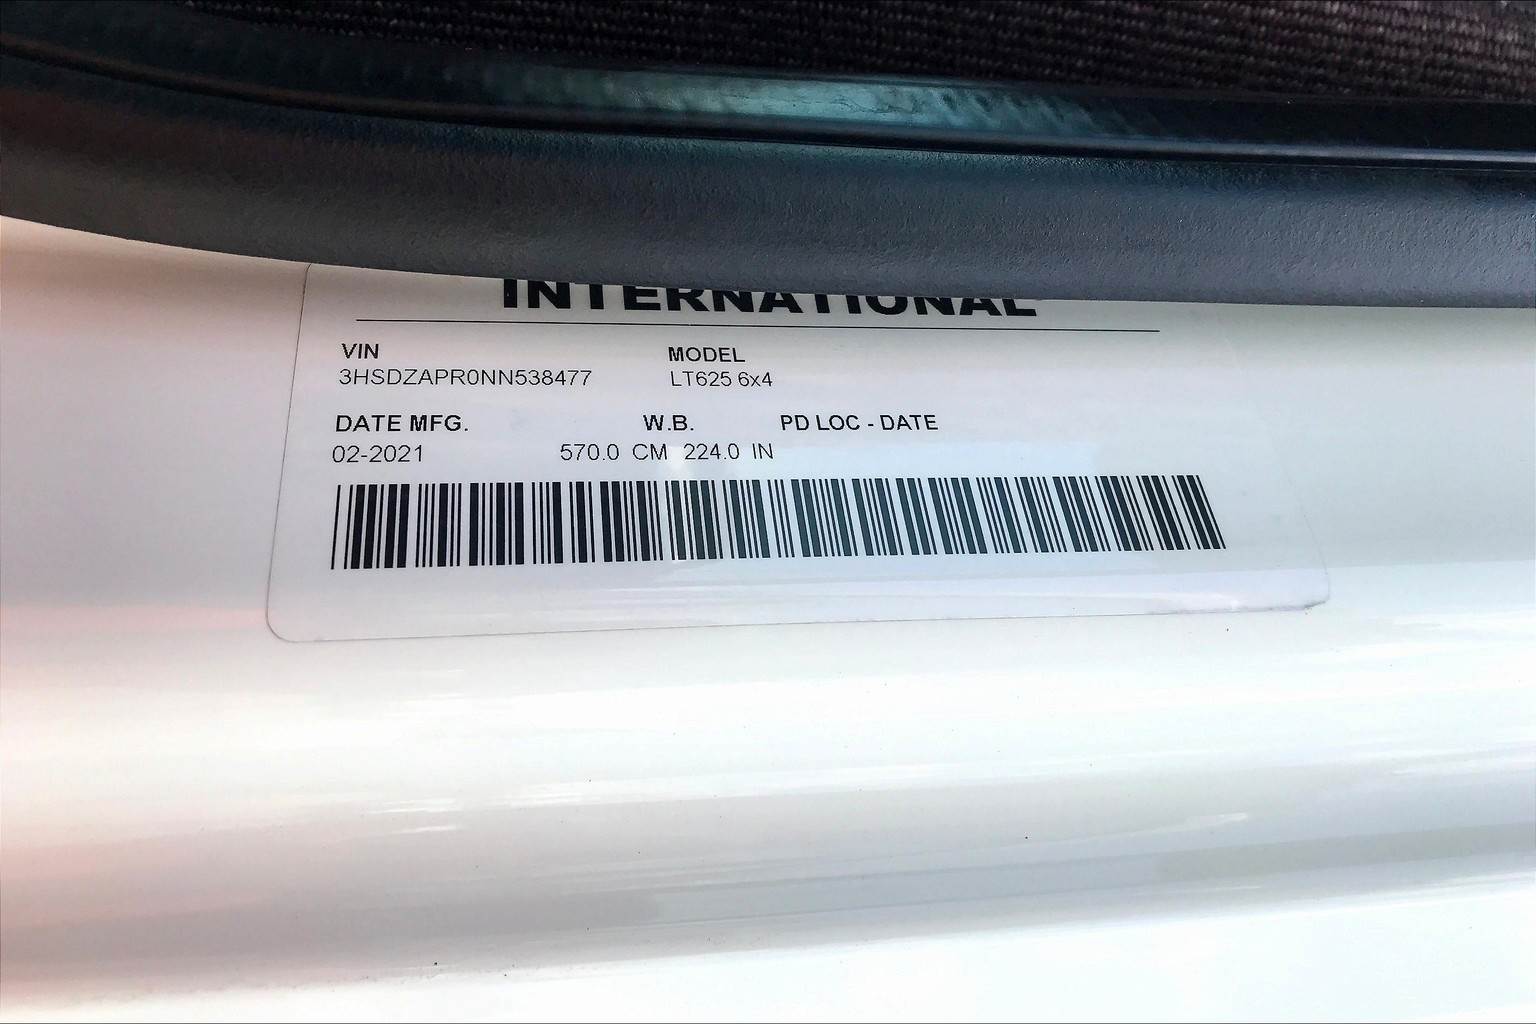 INTERNATIONAL
VIN MODEL
3HSDZAPR0NN538477 LT625 6x4
DATE MFG. W.B. PD LOC - DATE
02-2021 570.0 CM 224.0 IN